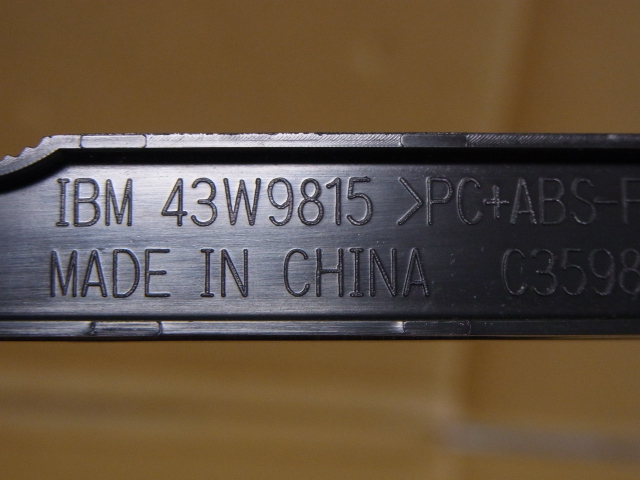 IBM 43W9815 >PC+ABS-F
MADE IN CHINA C3598